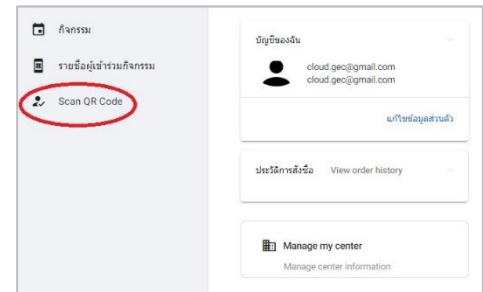 กิจกรรม
รายชื่อผู้เข้าร่วมกิจกรรม
Scan QR Code
บัญชีของฉัน
cloud.gec@gmail.com
cloud.gec@gmail.com
แก้ไขข้อมูลส่วนตัว
ประวัติการสั่งซื้อ View order history
Manage my center
Manage center information